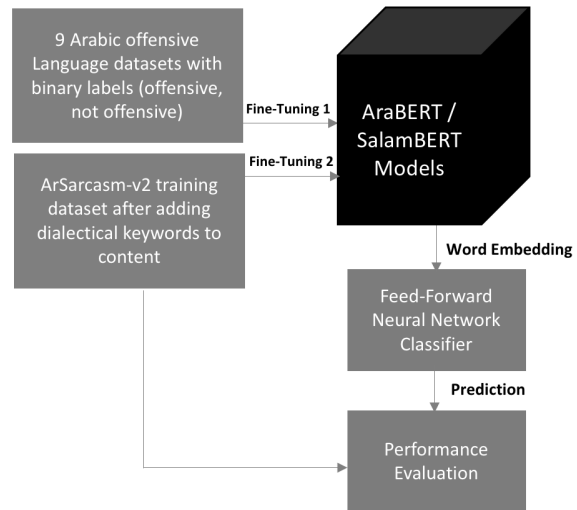 9 Arabic offensive
Language datasets with
binary labels (offensive,
not offensive)
Fine-Tuning 1
AraBERT /
SalamBERT
Models
Fine-Tuning 2
ArSarcasm-v2 training
dataset after adding
dialectical keywords to
content
Word Embedding
Feed-Forward
Neural Network
Classifier
Prediction
Performance
Evaluation